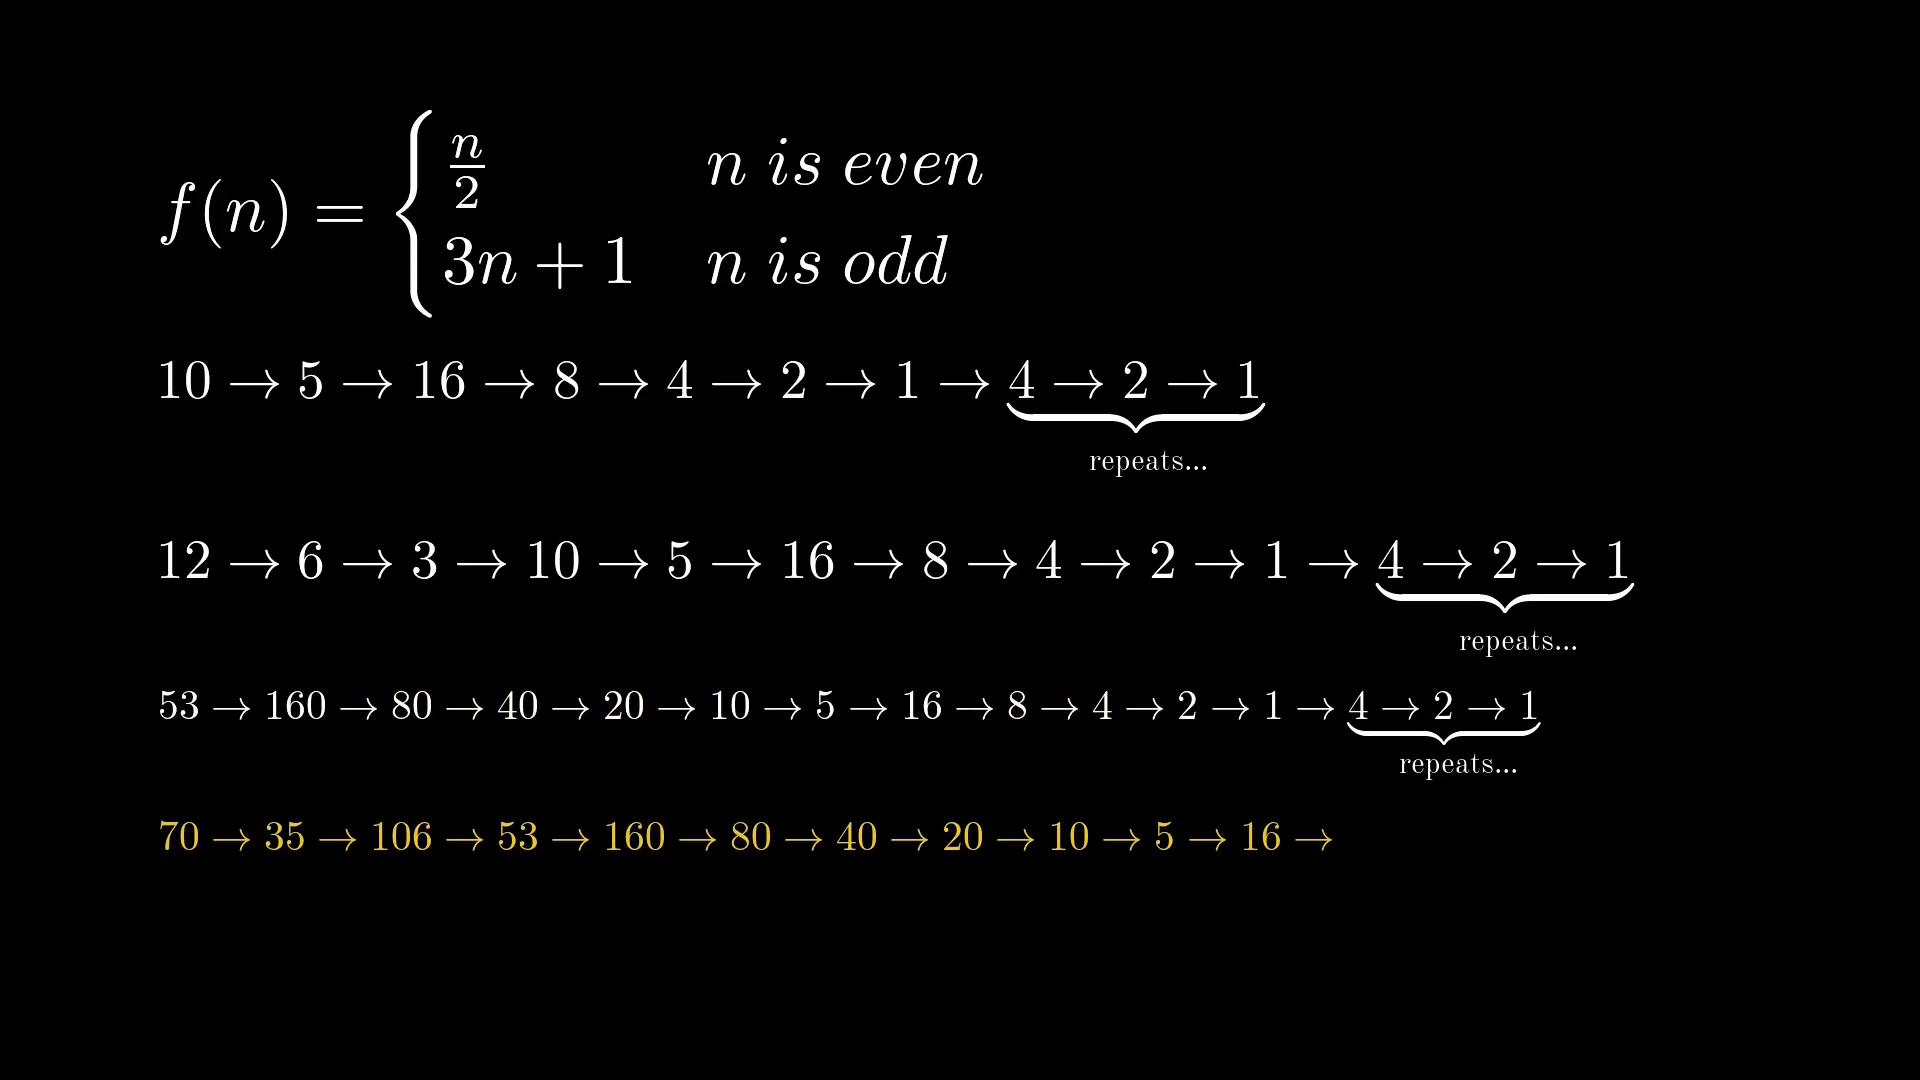 f(n) = { n/2 n is even
3n + 1 n is odd
10 → 5 → 16 → 8 → 4 → 2 → 1 → 4 → 2 → 1
repeats...
12 → 6 → 3 → 10 → 5 → 16 → 8 → 4 → 2 → 1 → 4 → 2 → 1
repeats...
53 → 160 → 80 → 40 → 20 → 10 → 5 → 16 → 8 → 4 → 2 → 1 → 4 → 2 → 1
repeats...
70 → 35 → 106 → 53 → 160 → 80 → 40 → 20 → 10 → 5 → 16 →